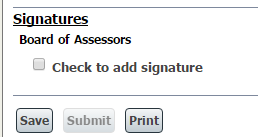 Signatures
Board of Assessors
Check to add signature
Save Submit Print